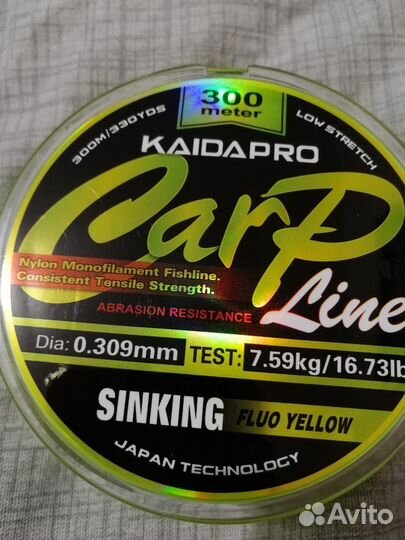 300
meter
300M/330YDS
LOW STRETCH
KAIDAPRO
Carp
Nylon Monofilament Fishline.
Consistent Tensile Strength.
Line
ABRASION RESISTANCE
Dia: 0.309mm TEST: 7.59kg/16.73lb
SINKING FLUO YELLOW
JAPAN TECHNOLOGY
Avito